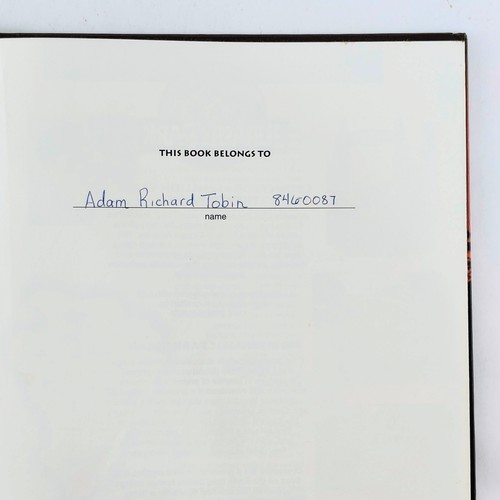 THIS BOOK BELONGS TO
Adam Richard Tobin 8460087
name